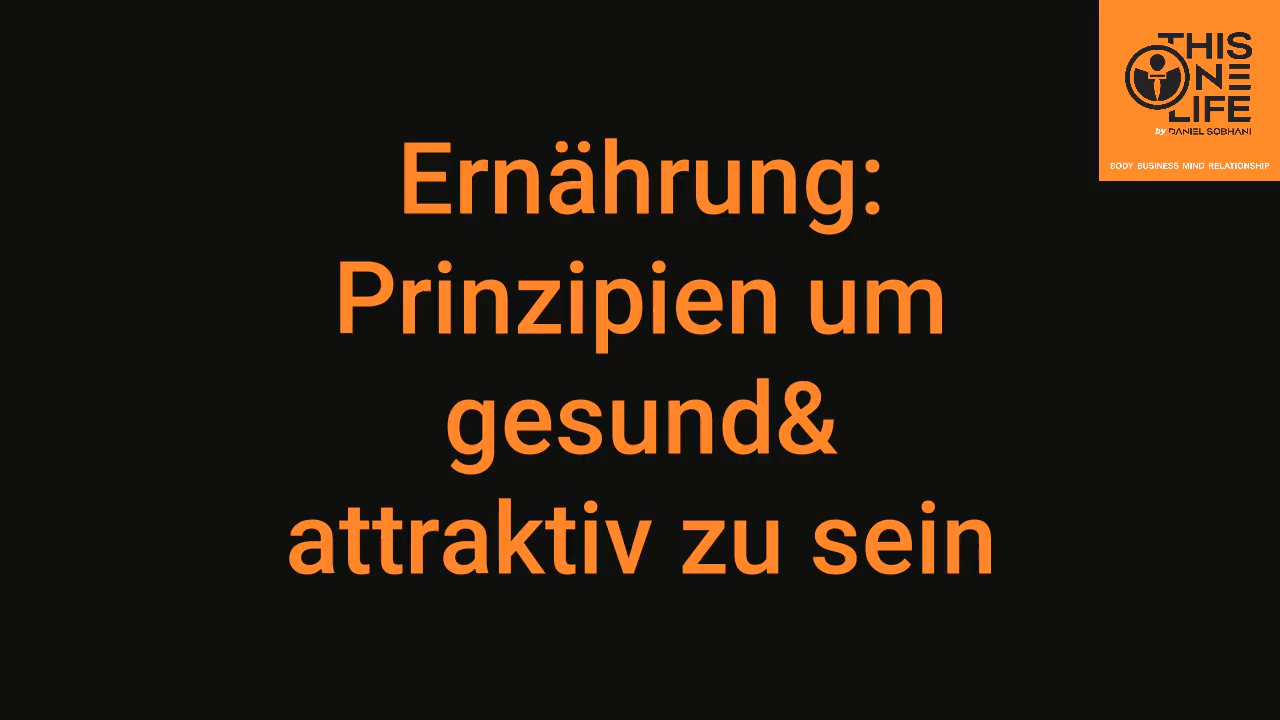 THIS
ONE
LIFE
by DANIEL SOBHANI
BODY BUSINESS MIND RELATIONSHIP
Ernährung:
Prinzipien um
gesund&
attraktiv zu sein